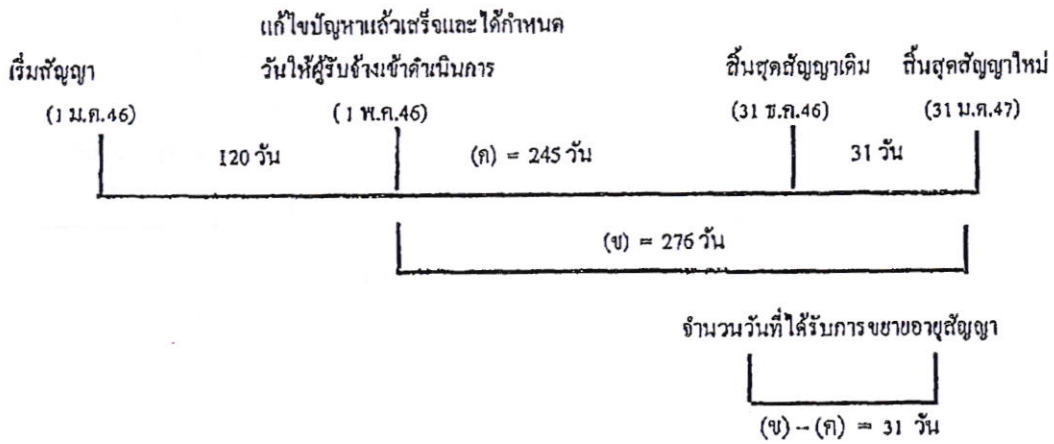 แก้ไขปัญหาแล้วเสร็จและได้กำหนด
เริ่มสัญญา วันให้ผู้รับจ้างเข้าดำเนินการ สิ้นสุดสัญญาเดิม สิ้นสุดสัญญาใหม่
(1 ม.ค.46) (1 พ.ค.46) (31 ธ.ค.46) (31 ม.ค.47)
120 วัน (ค) = 245 วัน 31 วัน
(ข) = 276 วัน
จำนวนวันที่ได้รับการขยายอายุสัญญา
(ข) – (ค) = 31 วัน